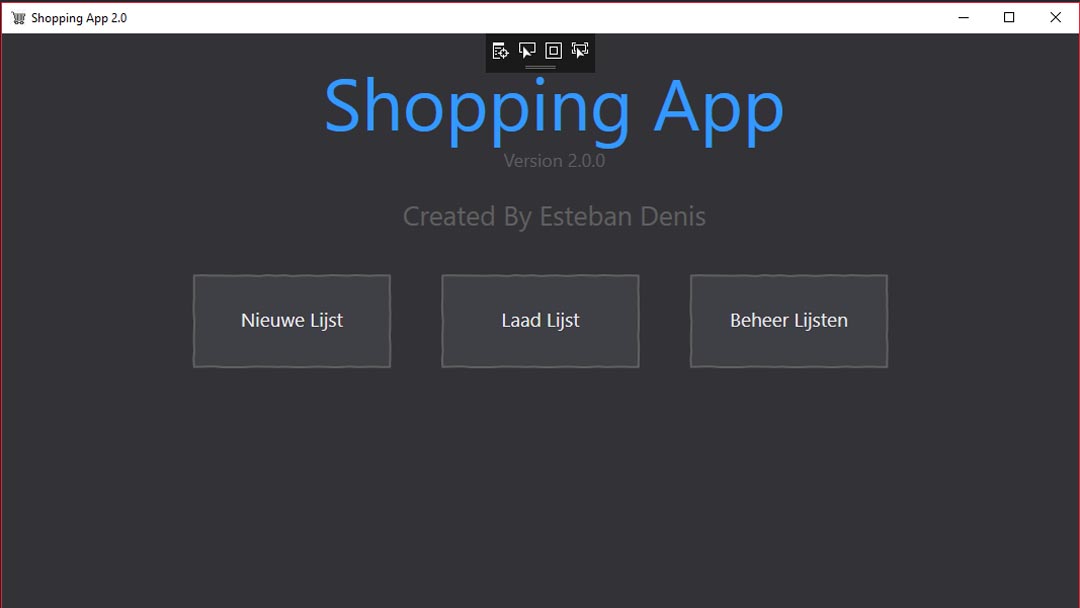 Shopping App 2.0
Shopping App
Version 2.0.0
Created By Esteban Denis
Nieuwe Lijst
Laad Lijst
Beheer Lijsten